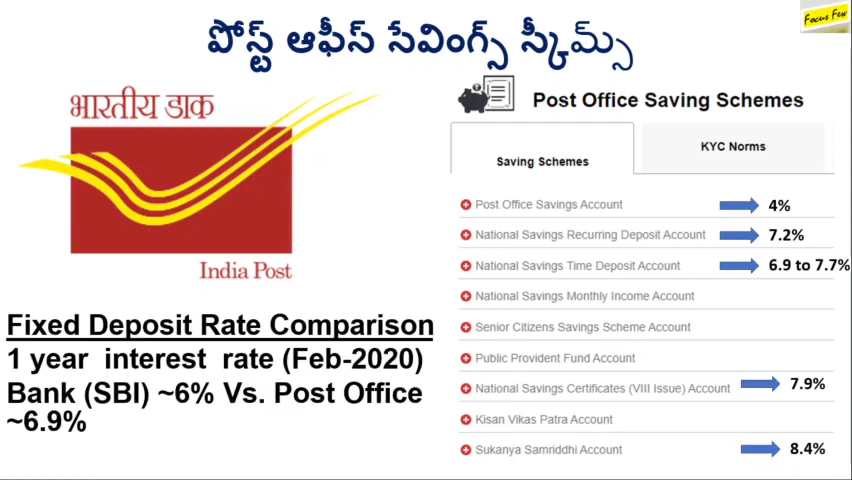 Focus Few
పోస్ట్ ఆఫీస్ సేవింగ్స్ స్కీమ్స్
भारतीय डाक
India Post
Fixed Deposit Rate Comparison
1 year interest rate (Feb-2020)
Bank (SBI) ~6% Vs. Post Office
~6.9%
Post Office Saving Schemes
Saving Schemes
KYC Norms
Post Office Savings Account 4%
National Savings Recurring Deposit Account 7.2%
National Savings Time Deposit Account 6.9 to 7.7%
National Savings Monthly Income Account
Senior Citizens Savings Scheme Account
Public Provident Fund Account
National Savings Certificates (VIII Issue) Account 7.9%
Kisan Vikas Patra Account
Sukanya Samriddhi Account 8.4%